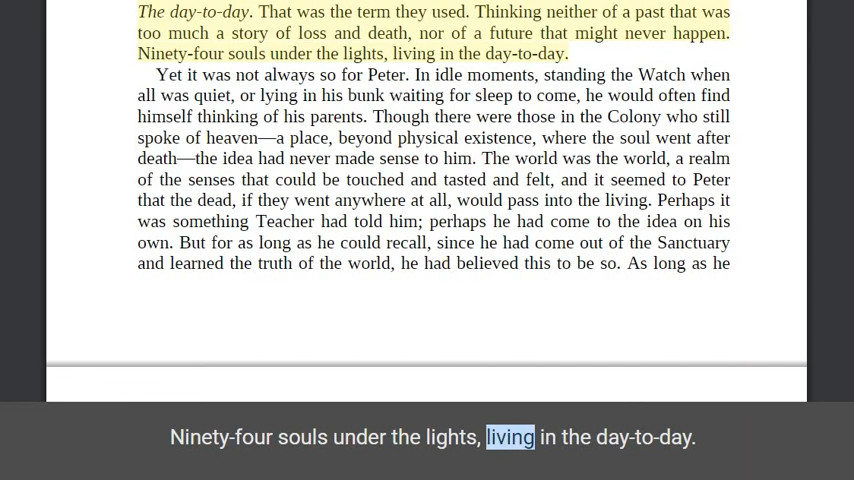 The day-to-day. That was the term they used. Thinking neither of a past that was
too much a story of loss and death, nor of a future that might never happen.
Ninety-four souls under the lights, living in the day-to-day.
Yet it was not always so for Peter. In idle moments, standing the Watch when
all was quiet, or lying in his bunk waiting for sleep to come, he would often find
himself thinking of his parents. Though there were those in the Colony who still
spoke of heaven—a place, beyond physical existence, where the soul went after
death—the idea had never made sense to him. The world was the world, a realm
of the senses that could be touched and tasted and felt, and it seemed to Peter
that the dead, if they went anywhere at all, would pass into the living. Perhaps it
was something Teacher had told him; perhaps he had come to the idea on his
own. But for as long as he could recall, since he had come out of the Sanctuary
and learned the truth of the world, he had believed this to be so. As long as he
Ninety-four souls under the lights, living in the day-to-day.